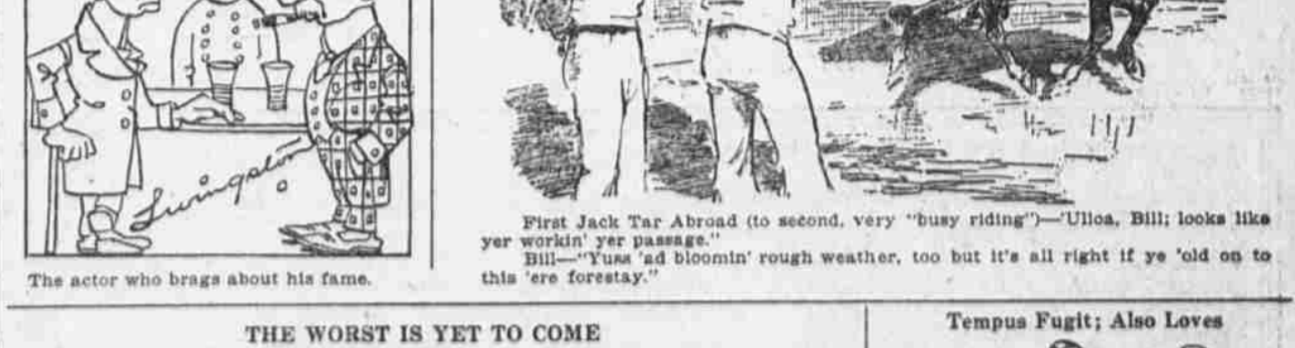 Livingston
The actor who brags about his fame.
First Jack Tar Abroad (to second, very "busy riding")—'Ulloa, Bill; looks like
yer workin' yer passage."
Bill—"Yuss 'ad bloomin' rough weather, too but it's all right if ye 'old on to
this 'ere forestay."
THE WORST IS YET TO COME
Tempus Fugit; Also Loves